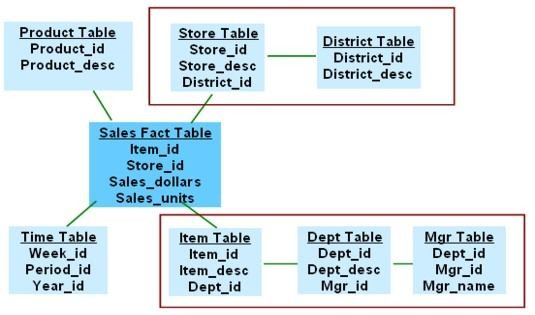 Product Table
Product_id
Product_desc
Store Table
Store_id
Store_desc
District_id
District Table
District_id
District_desc
Sales Fact Table
Item_id
Store_id
Sales_dollars
Sales_units
Time Table
Week_id
Period_id
Year_id
Item Table
Item_id
Item_desc
Dept_id
Dept Table
Dept_id
Dept_desc
Mgr_id
Mgr Table
Dept_id
Mgr_id
Mgr_name